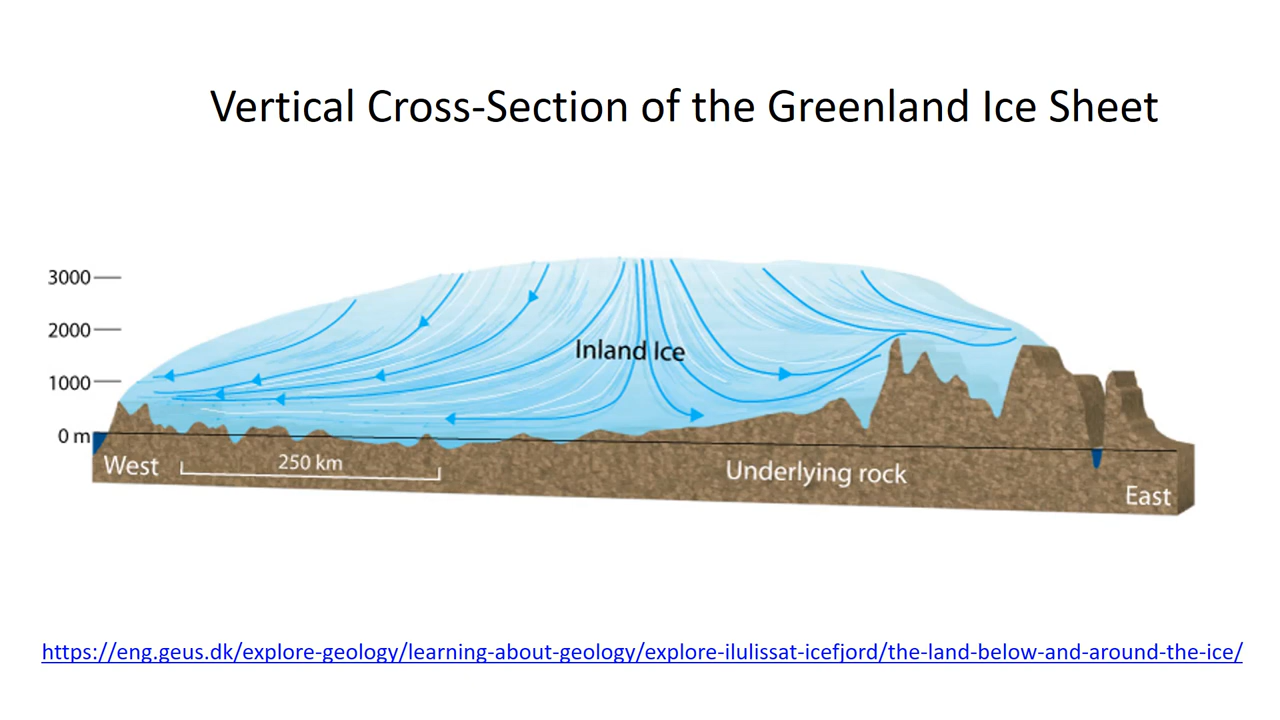 Vertical Cross-Section of the Greenland Ice Sheet
3000
2000
1000
0 m
Inland Ice
West
250 km
Underlying rock
East
https://eng.geus.dk/explore-geology/learning-about-geology/explore-ilulissat-icefjord/the-land-below-and-around-the-ice/